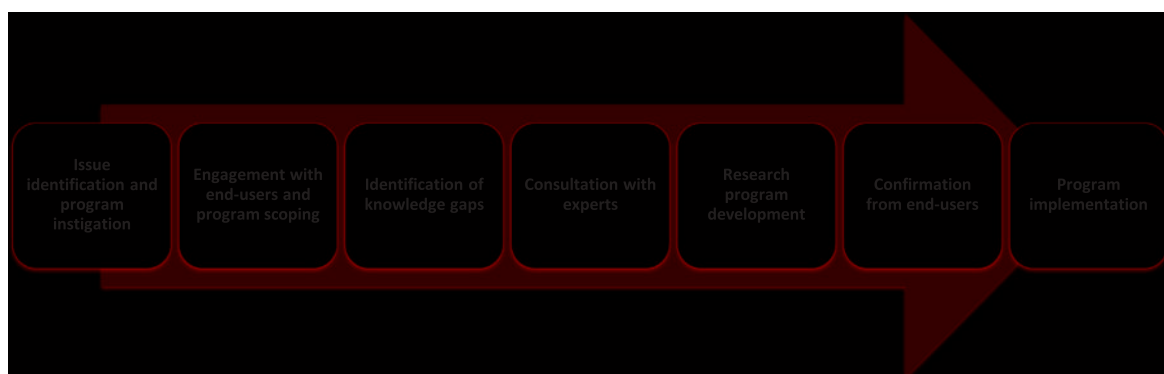 Issue
identification and
program
instigation
Engagement with
end-users and
program scoping
Identification of
knowledge gaps
Consultation with
experts
Research
program
development
Confirmation
from end-users
Program
implementation